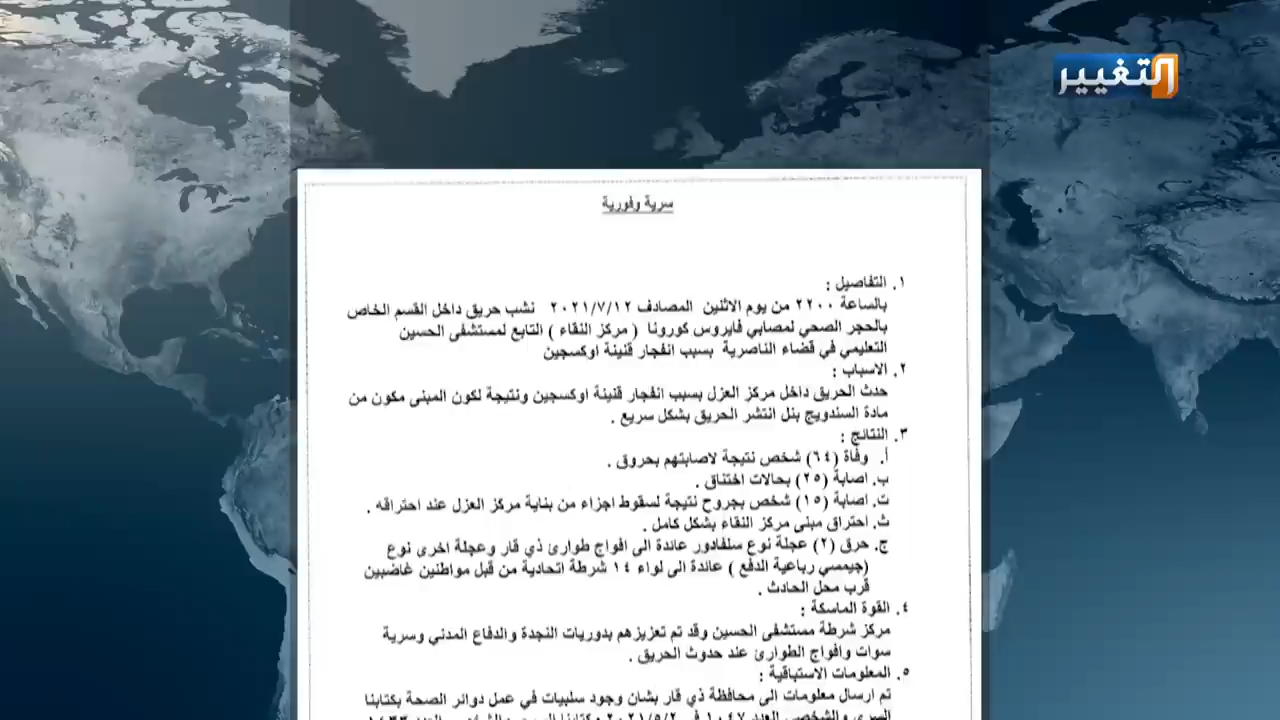 التغيير
سرية وفورية
١. التفاصيل :
بالساعة ٢٢٠٠ من يوم الاثنين المصادف ٢٠٢١/٧/١٢ نشب حريق داخل القسم الخاص
بالحجر الصحي لمصابي فايروس كورونا ( مركز النقاء ) التابع لمستشفى الحسين
التعليمي في قضاء الناصرية بسبب انفجار قنينة اوكسجين
٢. الاسباب :
حدث الحريق داخل مركز العزل بسبب انفجار قنينة اوكسجين ونتيجة لكون المبنى مكون من
مادة السندويج بنل انتشر الحريق بشكل سريع .
٣. النتائج :
أ. وفاة (٦٤) شخص نتيجة لاصابتهم بحروق .
ب. اصابة (٢٥) بحالات اختناق .
ت. اصابة (١٥) شخص بجروح نتيجة لسقوط اجزاء من بناية مركز العزل عند احتراقه .
ث. احتراق مبنى مركز النقاء بشكل كامل .
ج. حرق (٢) عجلة نوع سلفادور عائدة الى افواج طوارئ ذي قار وعجلة اخرى نوع
(جيمسي رباعية الدفع ) عائدة الى لواء ١٤ شرطة اتحادية من قبل مواطنين غاضبين
قرب محل الحادث .
٤. القوة الماسكة :
مركز شرطة مستشفى الحسين وقد تم تعزيزهم بدوريات النجدة والدفاع المدني وسرية
سوات وافواج الطوارئ عند حدوث الحريق .
٥. المعلومات الاستباقية :
تم ارسال معلومات الى محافظة ذي قار بشان وجود سلبيات في عمل دوائر الصحة بكتابنا
السري والشخصي العدد ١٠٤٧ في ٢٠٢١/٥/٢